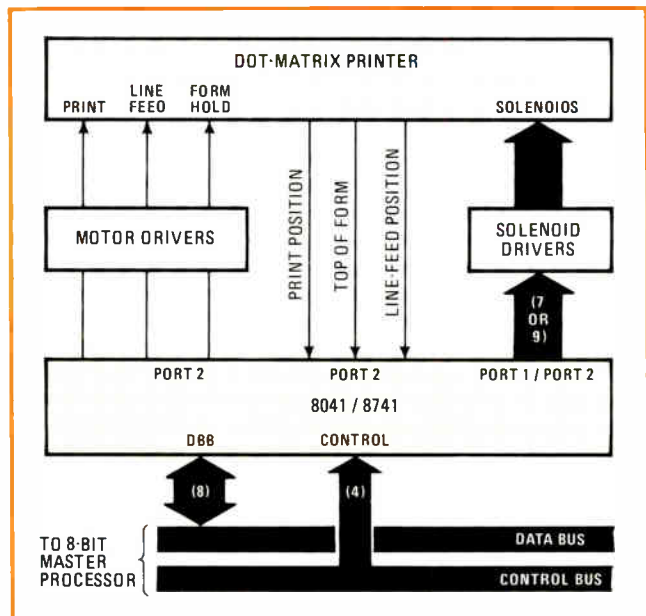 DOT-MATRIX PRINTER
PRINT
LINE
FEED
FORM
HOLD
SOLENOIOS
MOTOR DRIVERS
PRINT POSITION
TOP OF FORM
LINE-FEED POSITION
SOLENOID
DRIVERS
(7
OR
9)
PORT 2
PORT 2
PORT 1 / PORT 2
8041 / 8741
DBB
CONTROL
(8)
(4)
TO 8-BIT
MASTER
PROCESSOR
DATA BUS
CONTROL BUS